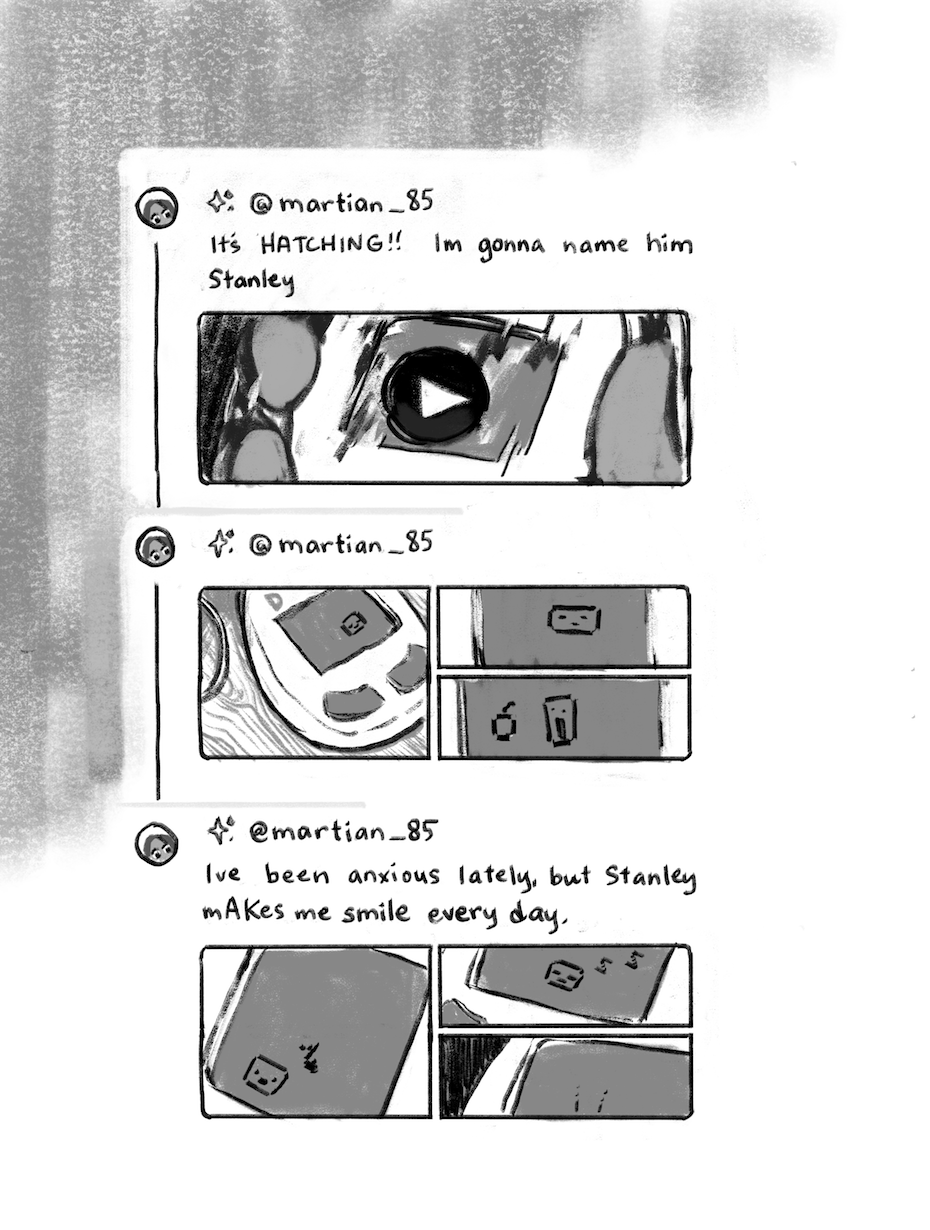 @martian_85
It's HATCHING!! Im gonna name him
Stanley
@martian_85
@martian_85
Ive been anxious lately, but Stanley
mAKes me smile every day.